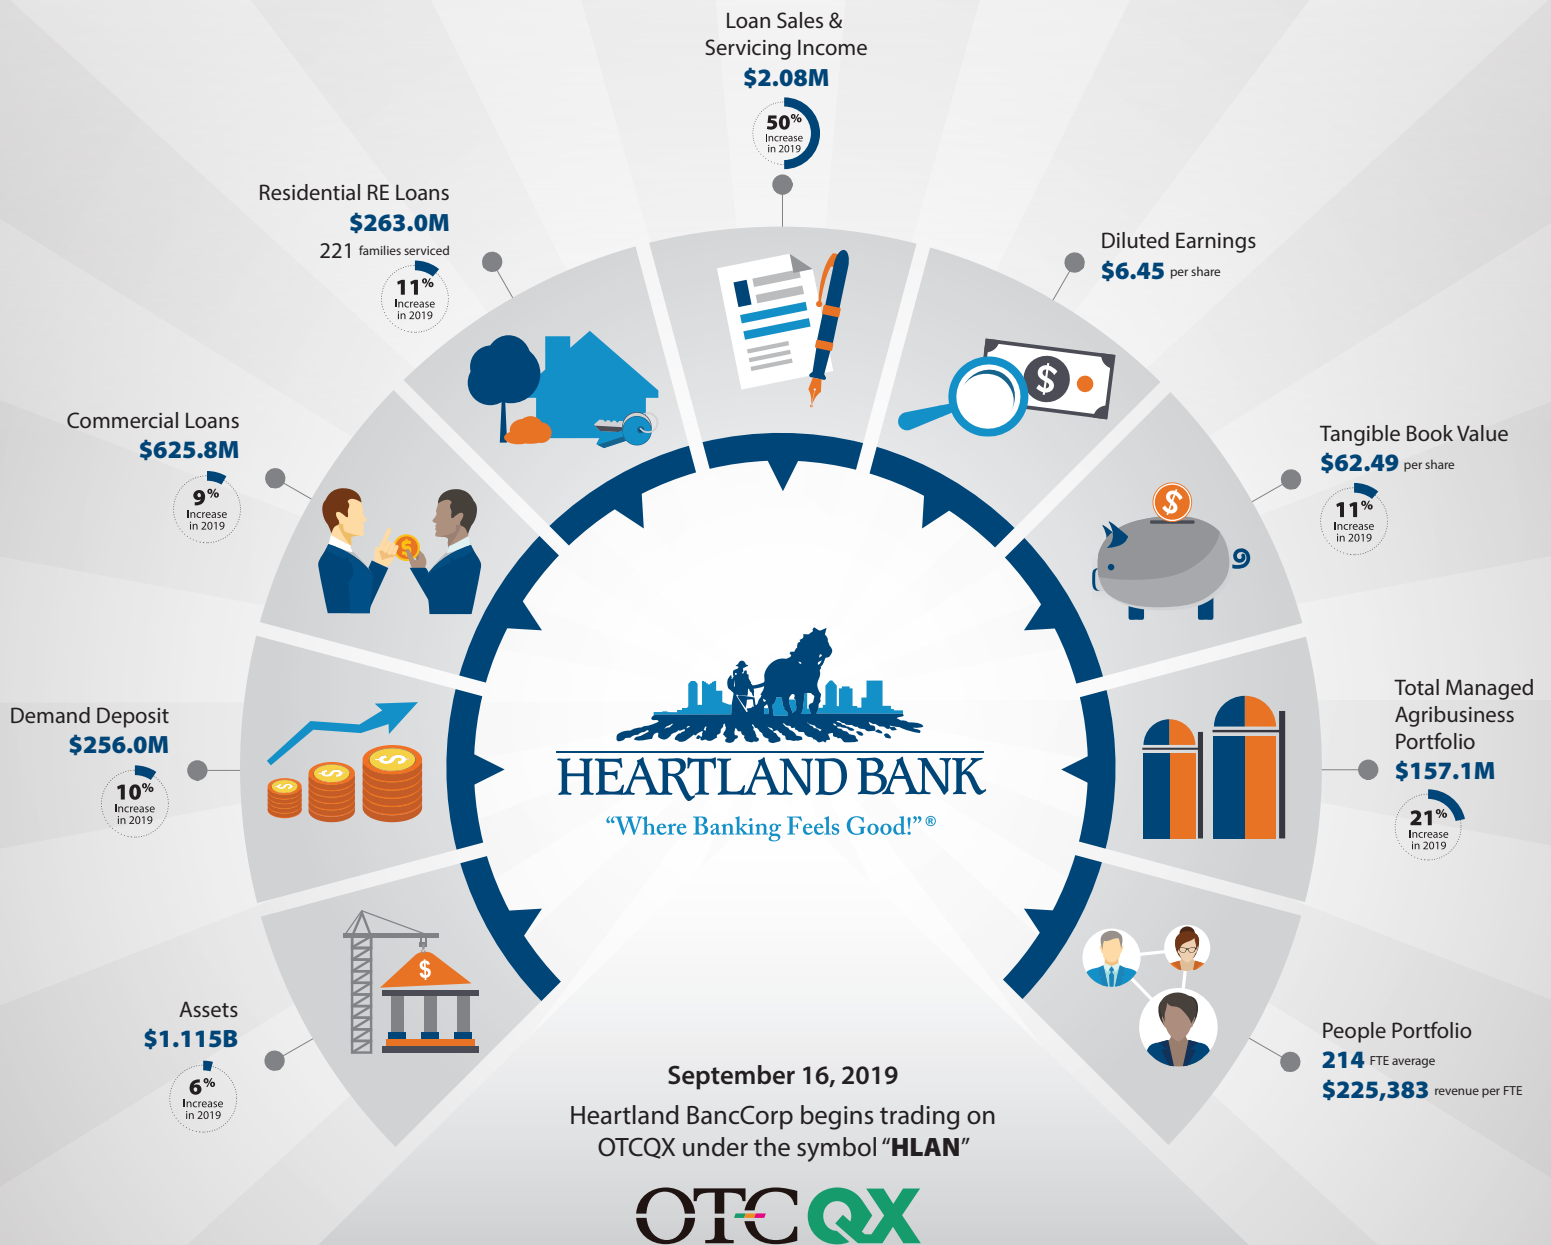 Loan Sales &
Servicing Income
$2.08M
50%
Increase
in 2019
Residential RE Loans
$263.0M
221 families serviced
11%
Increase
in 2019
Diluted Earnings
$6.45 per share
Commercial Loans
$625.8M
9%
Increase
in 2019
Tangible Book Value
$62.49 per share
11%
Increase
in 2019
Demand Deposit
$256.0M
10%
Increase
in 2019
Total Managed
Agribusiness
Portfolio
$157.1M
21%
Increase
in 2019
HEARTLAND BANK
“Where Banking Feels Good!”®
Assets
$1.115B
6%
Increase
in 2019
People Portfolio
214 FTE average
$225,383 revenue per FTE
September 16, 2019
Heartland BancCorp begins trading on
OTCQX under the symbol “HLAN”
OTCQX
$
$
$
$
$
$
$